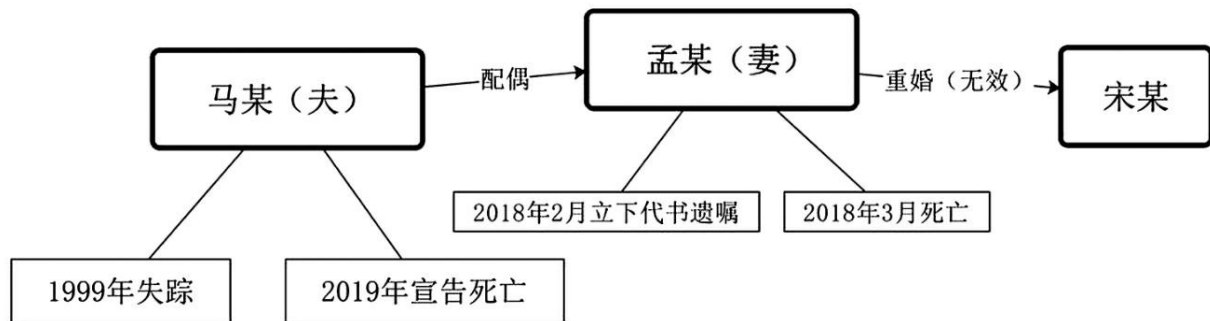 马某（夫）
配偶
孟某（妻）
重婚（无效）
宋某
2018年2月立下代书遗嘱
2018年3月死亡
1999年失踪
2019年宣告死亡